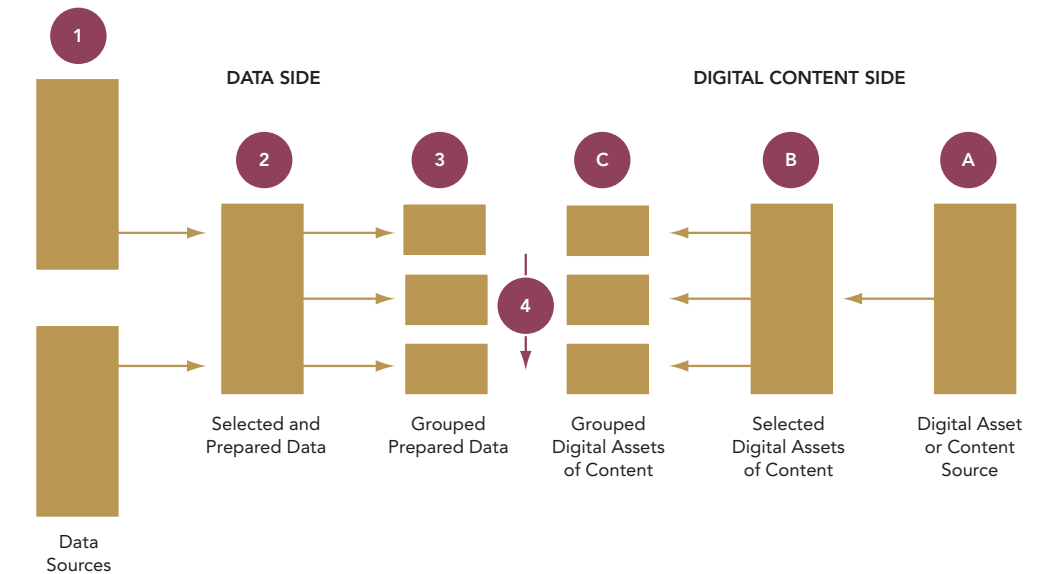 1
DATA SIDE
DIGITAL CONTENT SIDE
2
3
C
B
A
4
Selected and
Prepared Data
Grouped
Prepared Data
Grouped
Digital Assets
of Content
Selected
Digital Assets
of Content
Digital Asset
or Content
Source
Data
Sources